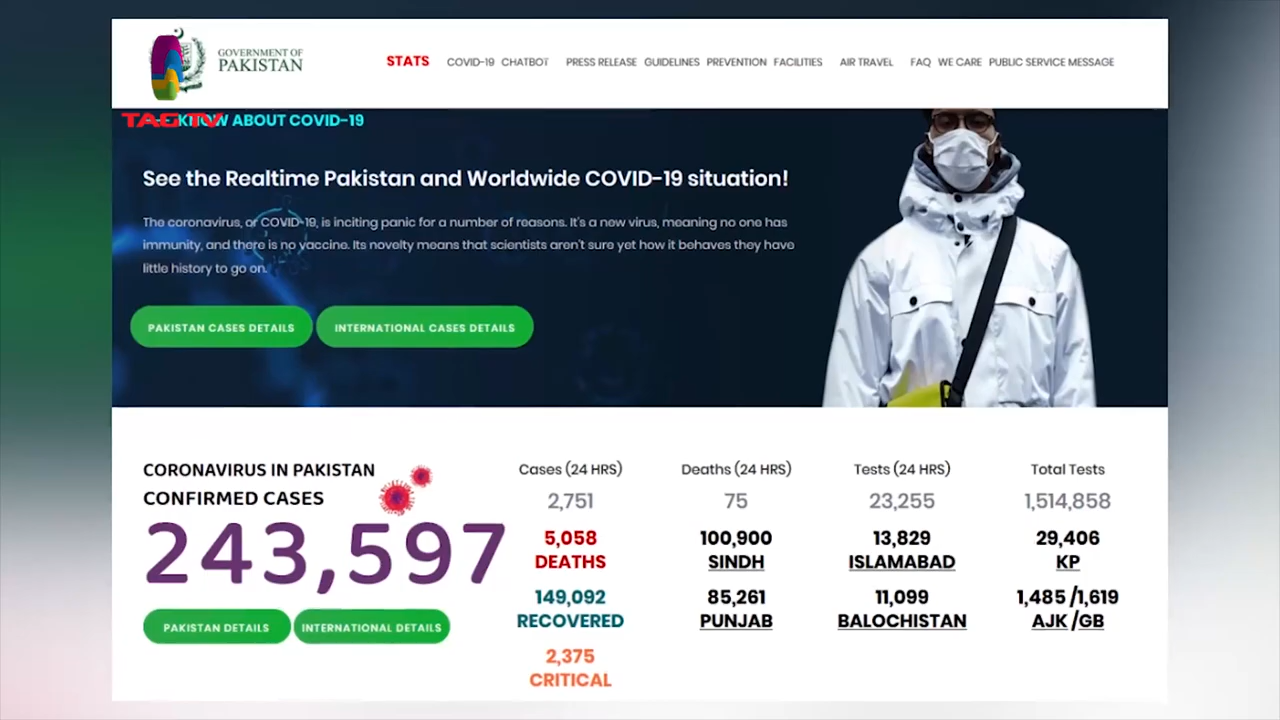 GOVERNMENT OF
PAKISTAN
STATS COVID-19 CHATBOT PRESS RELEASE GUIDELINES PREVENTION FACILITIES AIR TRAVEL FAQ WE CARE PUBLIC SERVICE MESSAGE
TAG TV
KNOW ABOUT COVID-19
See the Realtime Pakistan and Worldwide COVID-19 situation!
The coronavirus, or COVID-19, is inciting panic for a number of reasons. It's a new virus, meaning no one has
immunity, and there is no vaccine. Its novelty means that scientists aren't sure yet how it behaves they have
little history to go on.
PAKISTAN CASES DETAILS INTERNATIONAL CASES DETAILS
CORONAVIRUS IN PAKISTAN
CONFIRMED CASES
243,597
PAKISTAN DETAILS INTERNATIONAL DETAILS
Cases (24 HRS) Deaths (24 HRS) Tests (24 HRS) Total Tests
2,751 75 23,255 1,514,858
5,058 100,900 13,829 29,406
DEATHS SINDH ISLAMABAD KP
149,092 85,261 11,099 1,485 /1,619
RECOVERED PUNJAB BALOCHISTAN AJK /GB
2,375
CRITICAL